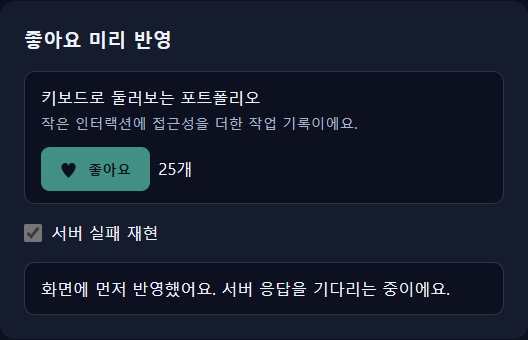 좋아요 미리 반영
키보드로 둘러보는 포트폴리오
작은 인터랙션에 접근성을 더한 작업 기록이에요.
♥ 좋아요 25개
서버 실패 재현
화면에 먼저 반영했어요. 서버 응답을 기다리는 중이에요.